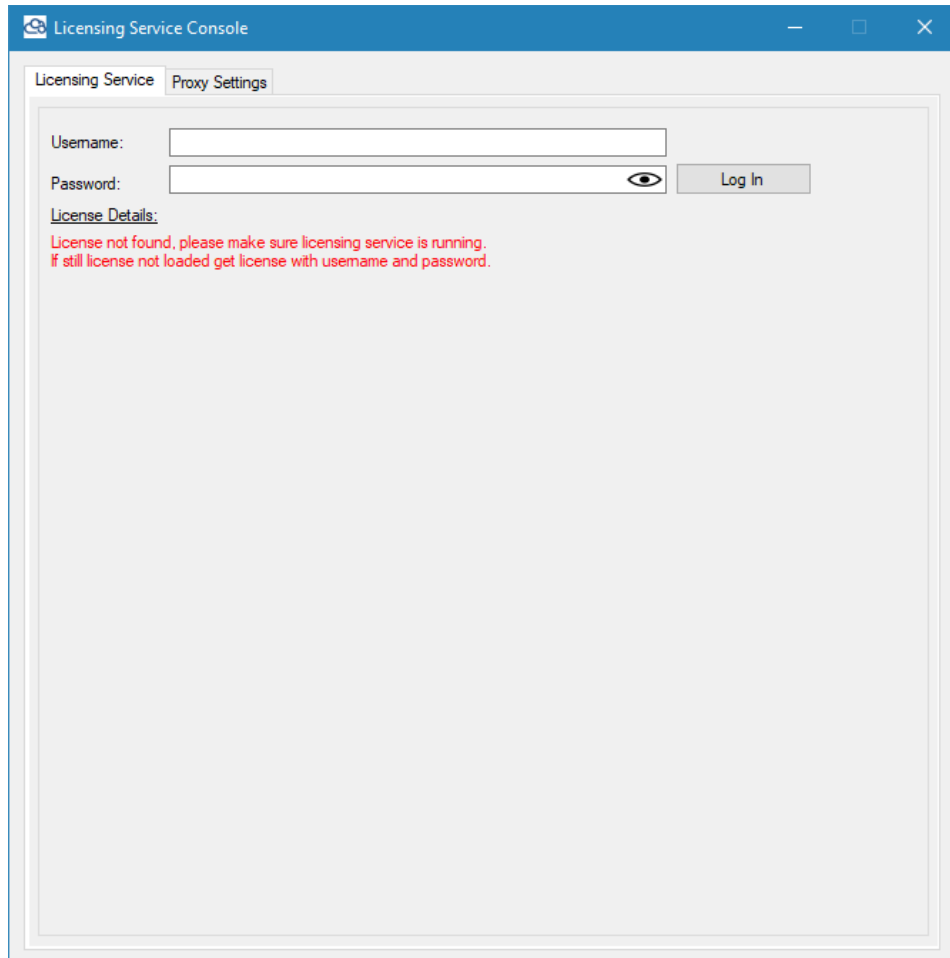 Licensing Service Console
Licensing Service
Proxy Settings
Username:
Password:
Log In
License Details:
License not found, please make sure licensing service is running.
If still license not loaded get license with username and password.